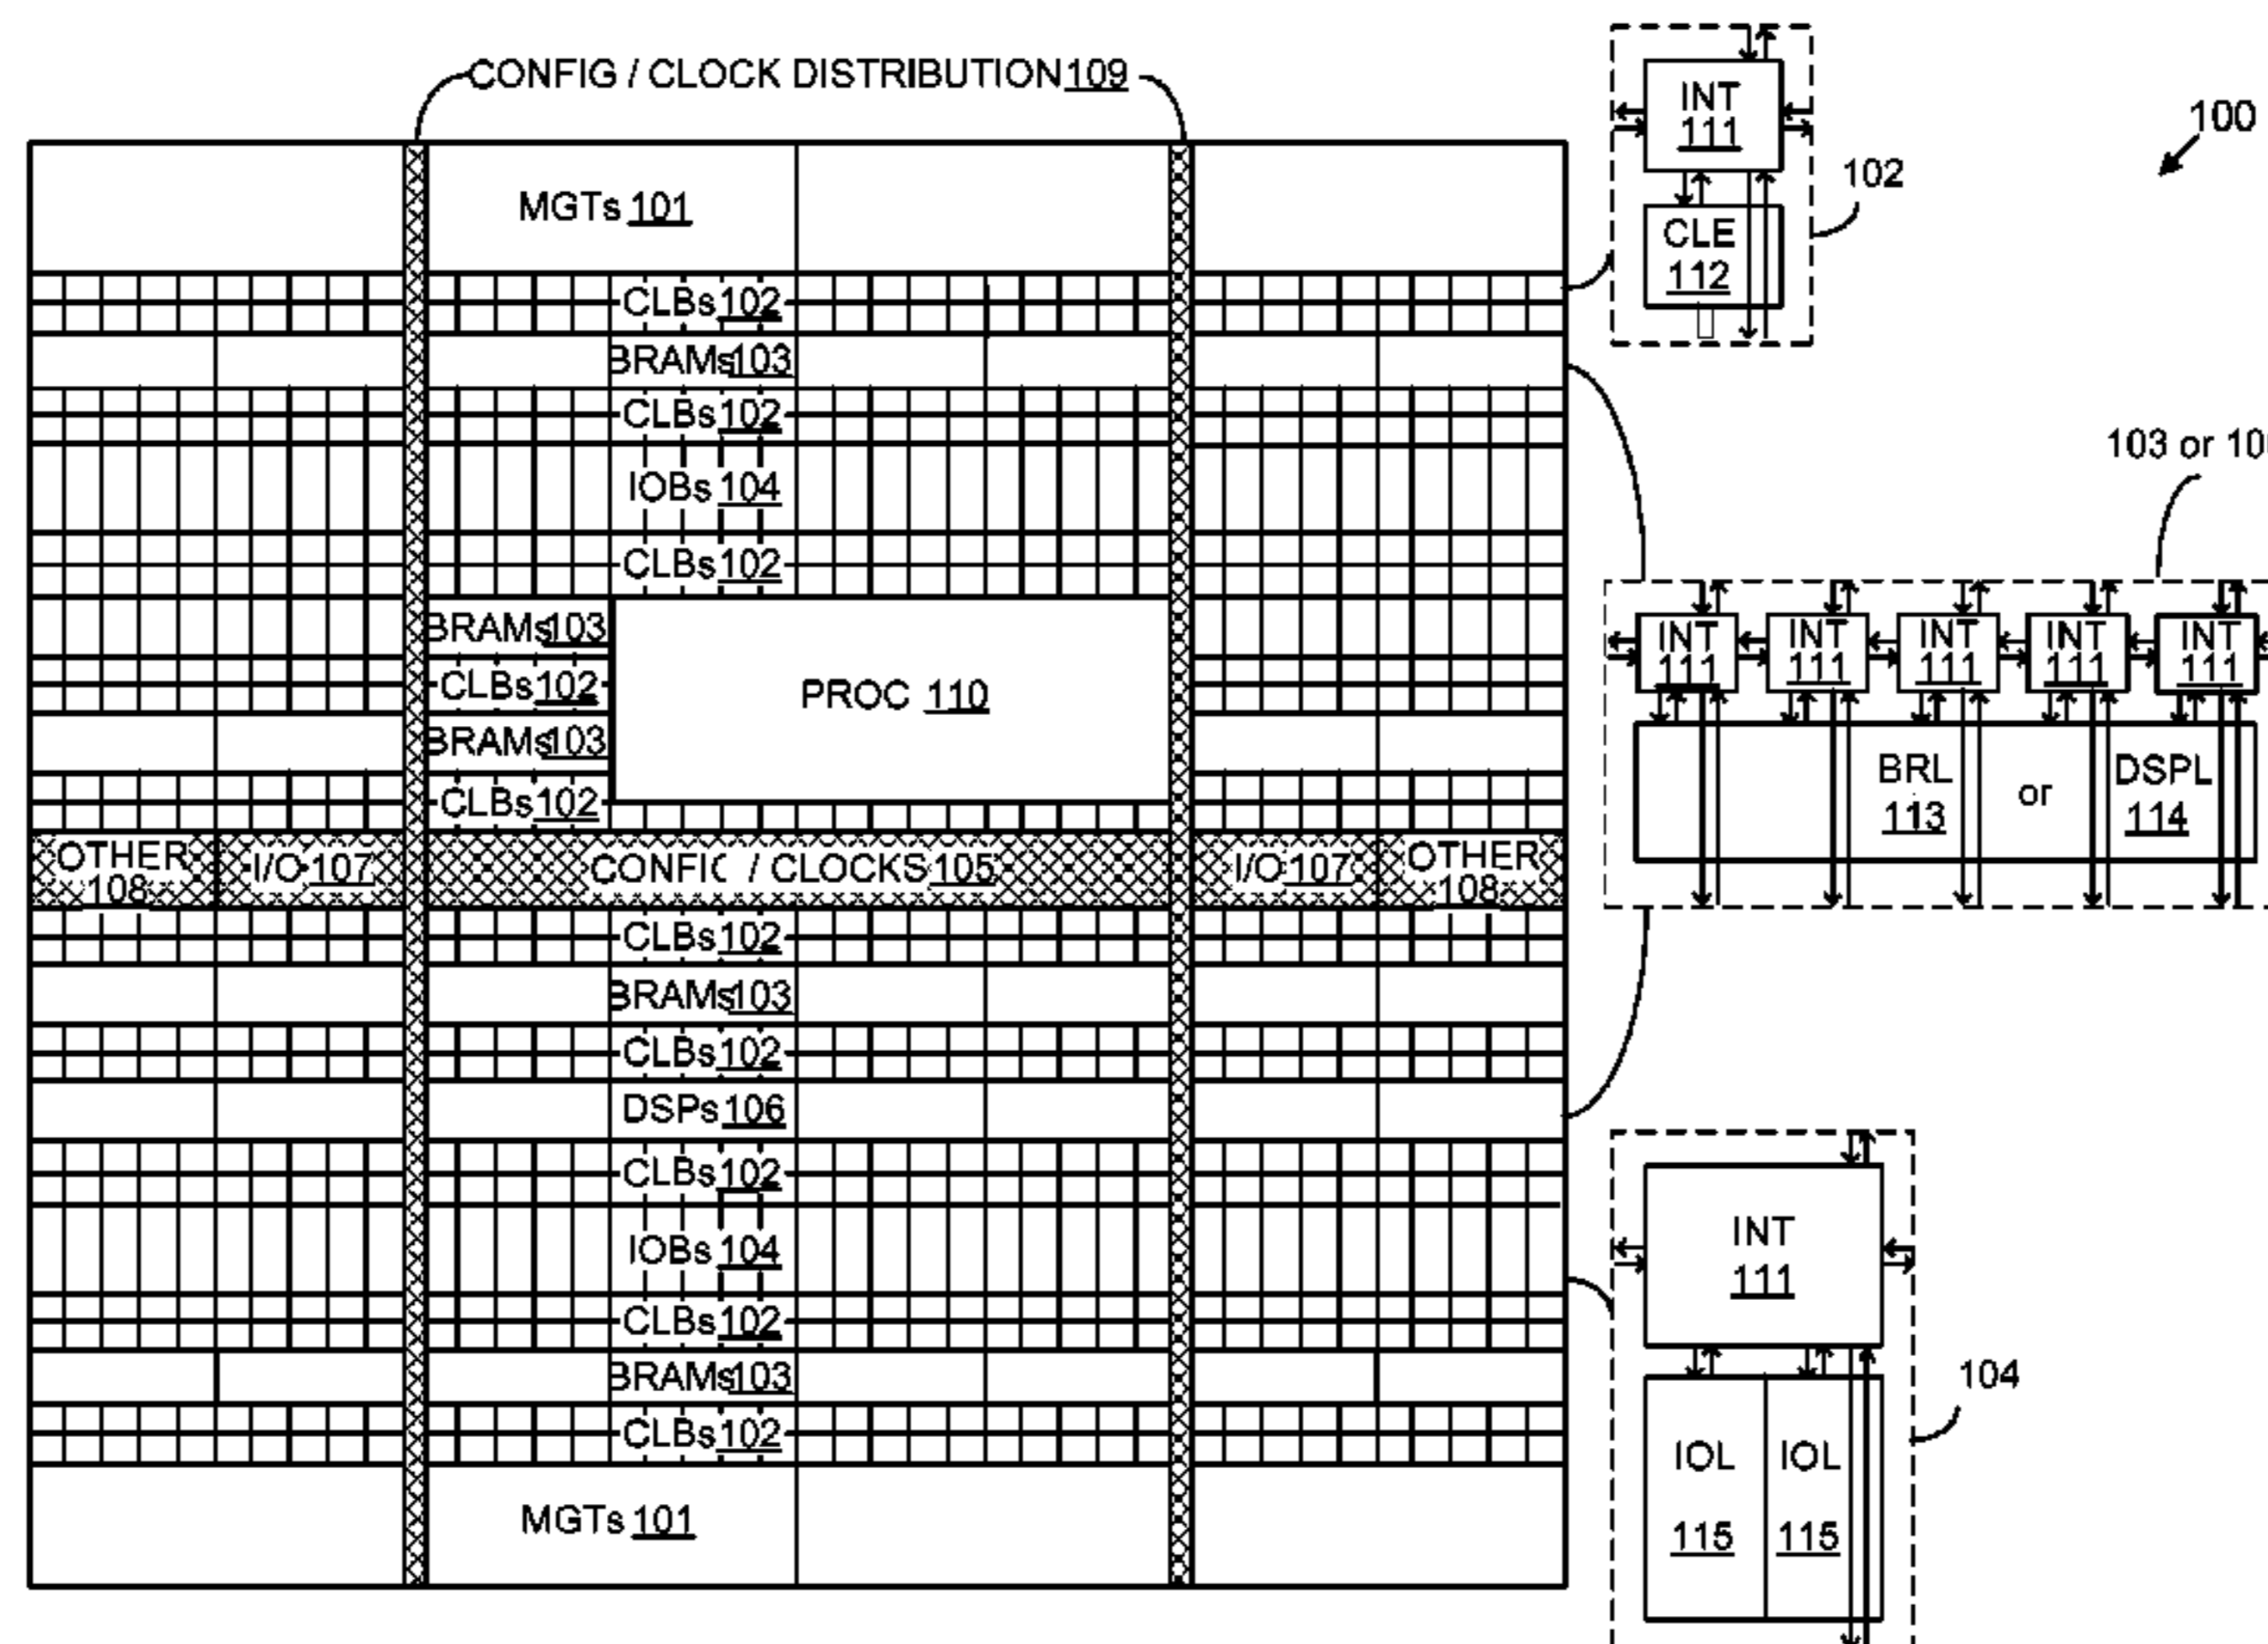 CONFIG / CLOCK DISTRIBUTION 109
100
MGTs 101
CLBs 102
BRAMs 103
CLBs 102
IOBs 104
CLBs 102
BRAMs 103
CLBs 102
BRAMs 103
CLBs 102
PROC 110
OTHER 108
I/O 107
CONFIG / CLOCKS 105
I/O 107
OTHER 108
CLBs 102
BRAMs 103
CLBs 102
DSPs 106
CLBs 102
IOBs 104
CLBs 102
BRAMs 103
CLBs 102
MGTs 101
INT
111
CLE
112
102
103 or 10
INT
111
INT
111
INT
111
INT
111
INT
111
BRL
113
or
DSPL
114
INT
111
IOL
115
IOL
115
104